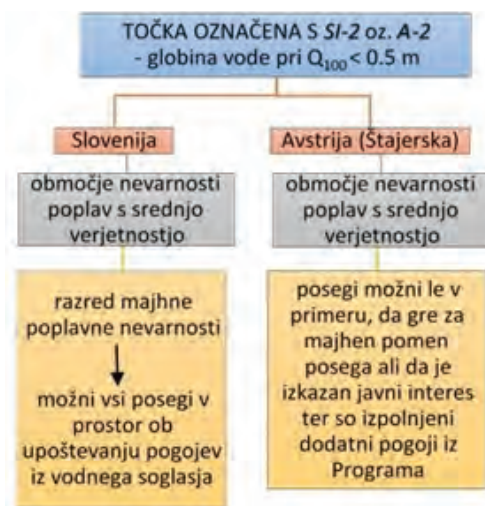 TOČKA OZNAČENA S SI-2 oz. A-2
- globina vode pri Q100 < 0.5 m
Slovenija
Avstrija (Štajerska)
območje nevarnosti
poplav s srednjo
verjetnostjo
območje nevarnosti
poplav s srednjo
verjetnostjo
razred majhne
poplavne nevarnosti
možni vsi posegi v
prostor ob
upoštevanju pogojev
iz vodnega soglasja
posegi možni le v
primeru, da gre za
majhen pomen
posega ali da je
izkazan javni interes
ter so izpolnjeni
dodatni pogoji iz
Programa